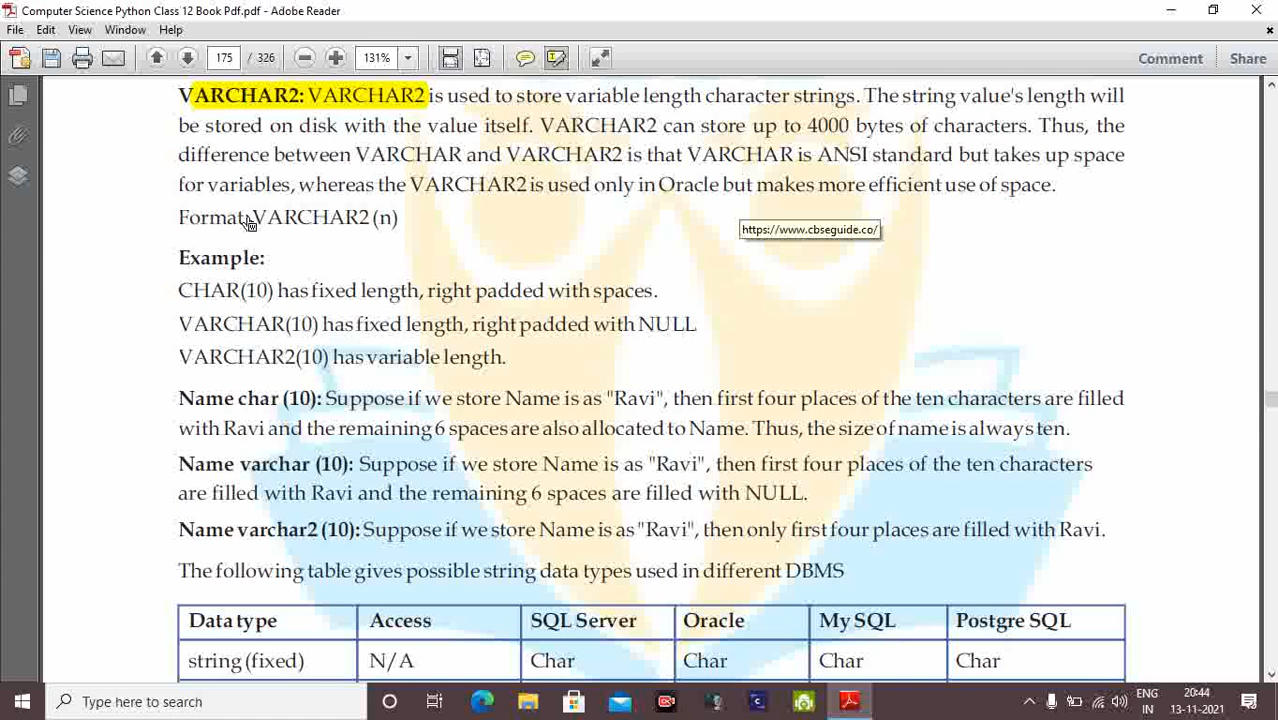 Computer Science Python Class 12 Book Pdf.pdf - Adobe Reader
File Edit View Window Help
175 / 326 131% Comment Share
VARCHAR2: VARCHAR2 is used to store variable length character strings. The string value's length will
be stored on disk with the value itself. VARCHAR2 can store up to 4000 bytes of characters. Thus, the
difference between VARCHAR and VARCHAR2 is that VARCHAR is ANSI standard but takes up space
for variables, whereas the VARCHAR2 is used only in Oracle but makes more efficient use of space.
Format VARCHAR2 (n)
https://www.cbseguide.co/
Example:
CHAR(10) has fixed length, right padded with spaces.
VARCHAR(10) has fixed length, right padded with NULL
VARCHAR2(10) has variable length.
Name char (10): Suppose if we store Name is as "Ravi", then first four places of the ten characters are filled
with Ravi and the remaining 6 spaces are also allocated to Name. Thus, the size of name is always ten.
Name varchar (10): Suppose if we store Name is as "Ravi", then first four places of the ten characters
are filled with Ravi and the remaining 6 spaces are filled with NULL.
Name varchar2 (10): Suppose if we store Name is as "Ravi", then only first four places are filled with Ravi.
The following table gives possible string data types used in different DBMS
Data type Access SQL Server Oracle My SQL Postgre SQL
string (fixed) N/A Char Char Char Char
Type here to search
ENG 20:44
IN 13-11-2021